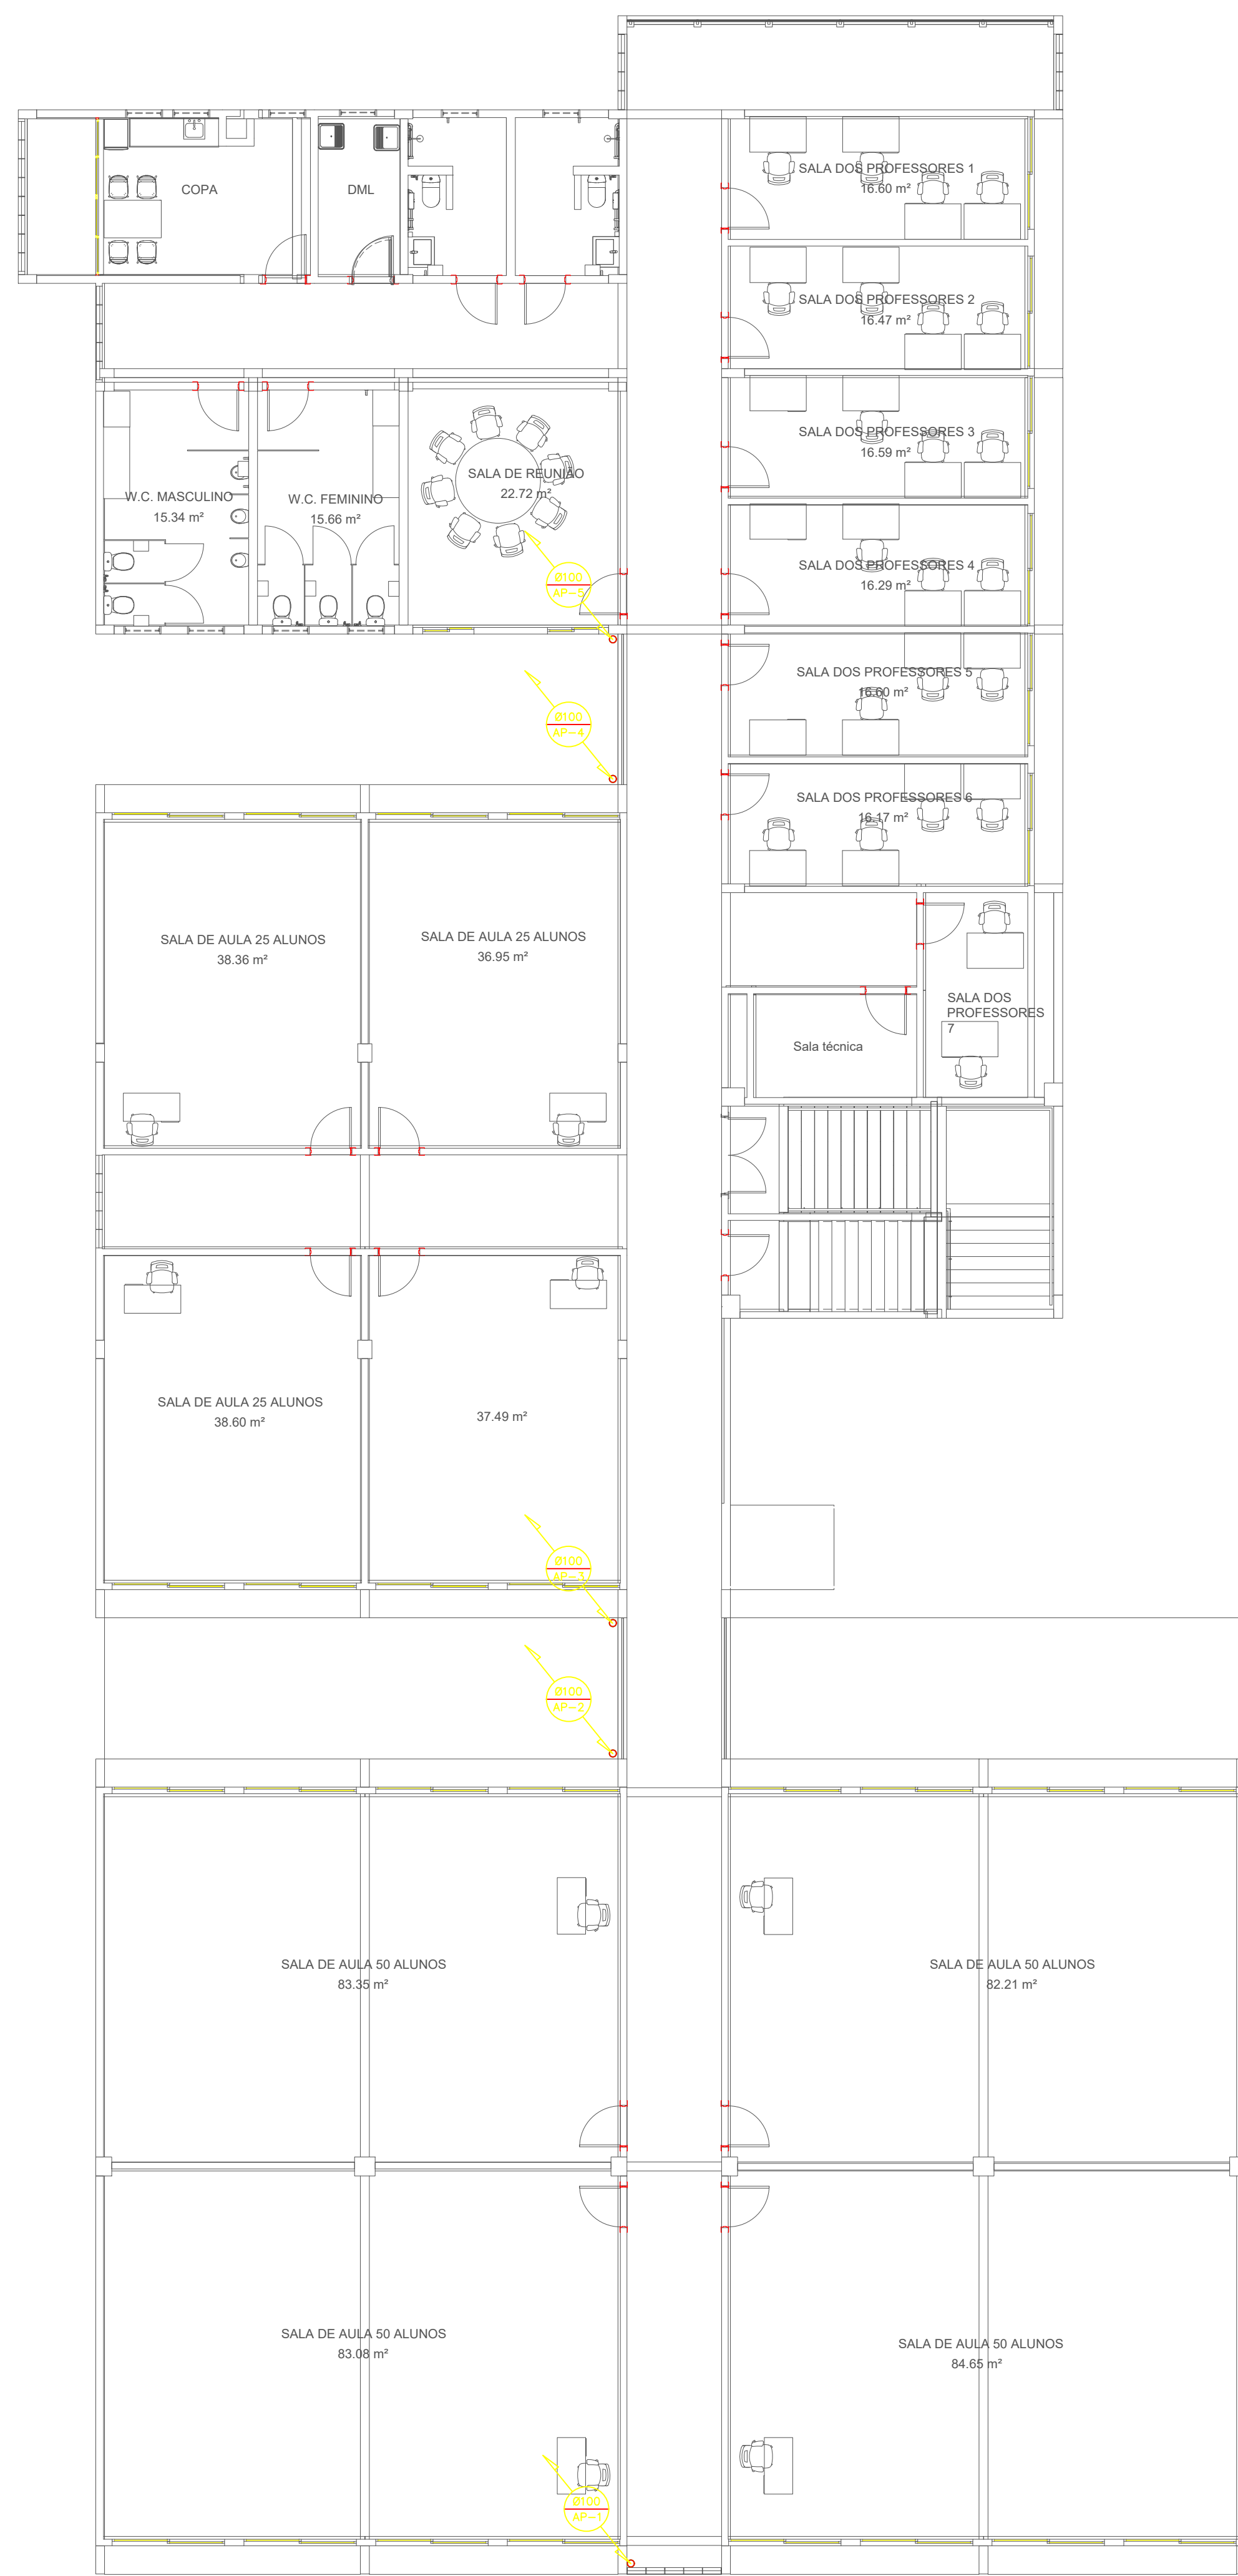 COPA
DML
SALA DOS PROFESSORES 1
16.60 m²
SALA DOS PROFESSORES 2
16.47 m²
SALA DOS PROFESSORES 3
16.59 m²
W.C. MASCULINO
15.34 m²
W.C. FEMININO
15.66 m²
SALA DE REUNIÃO
22.72 m²
SALA DOS PROFESSORES 4
16.29 m²
Ø100
AP-5
SALA DOS PROFESSORES 5
16.60 m²
Ø100
AP-4
SALA DOS PROFESSORES 6
16.17 m²
SALA DE AULA 25 ALUNOS
38.36 m²
SALA DE AULA 25 ALUNOS
36.95 m²
SALA DOS
PROFESSORES
7
Sala técnica
SALA DE AULA 25 ALUNOS
38.60 m²
37.49 m²
Ø100
AP-3
Ø100
AP-2
SALA DE AULA 50 ALUNOS
83.35 m²
SALA DE AULA 50 ALUNOS
82.21 m²
SALA DE AULA 50 ALUNOS
83.08 m²
SALA DE AULA 50 ALUNOS
84.65 m²
Ø100
AP-1